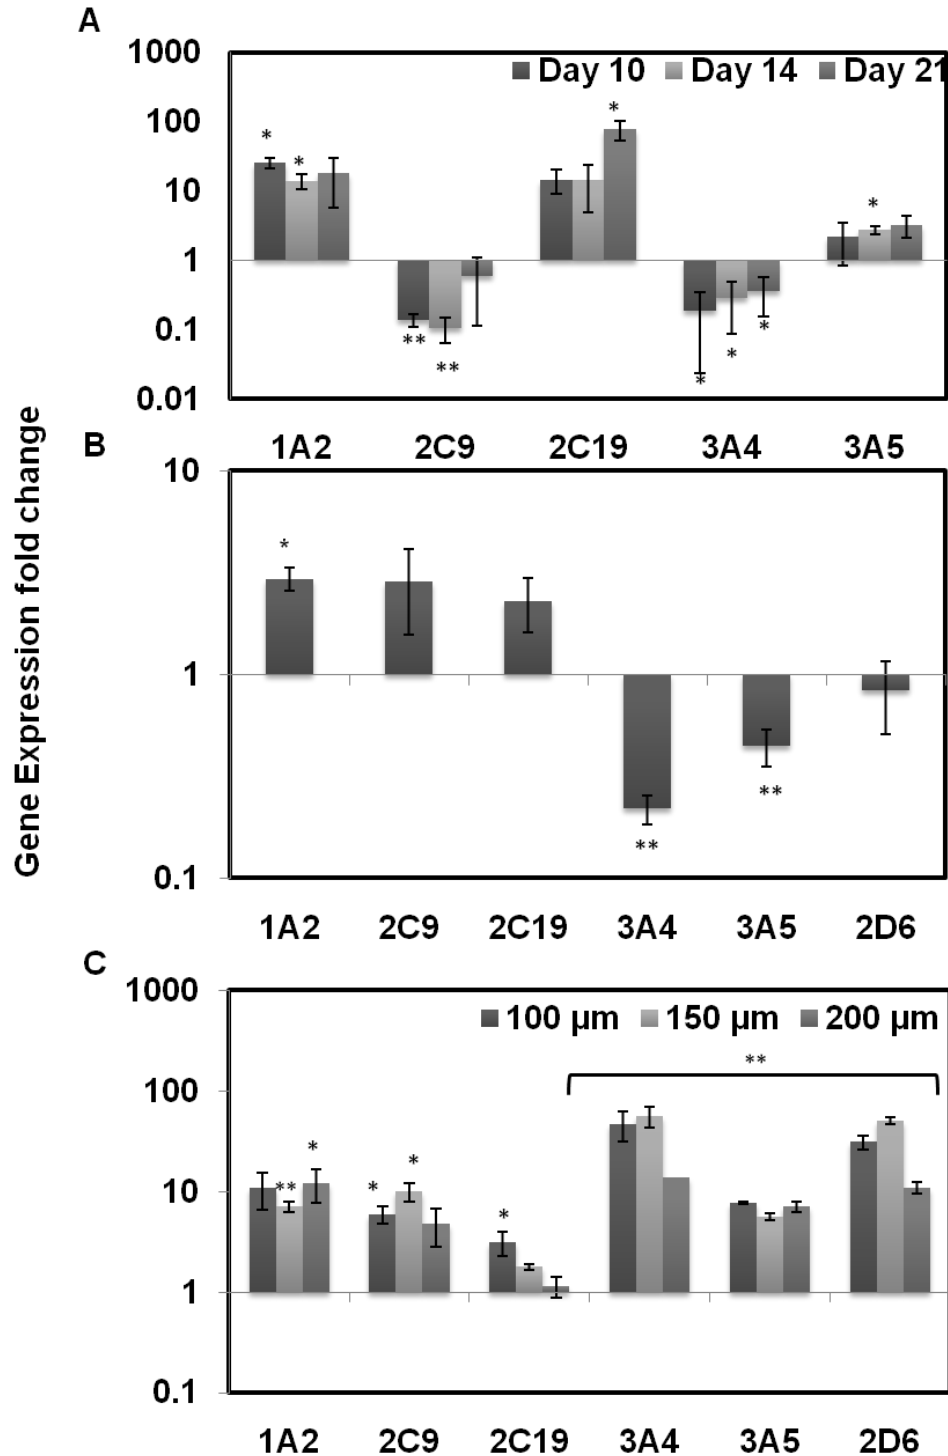 A
1000
Day 10 Day 14 Day 21
100
* * *
10
*
1
0.1
** ** * * *
0.01
1A2 2C9 2C19 3A4 3A5
Gene Expression fold change
B
10
*
1
**
**
0.1
1A2 2C9 2C19 3A4 3A5 2D6
C
1000
100 µm 150 µm 200 µm
**
100
* ** * * * *
10
1
0.1
1A2 2C9 2C19 3A4 3A5 2D6